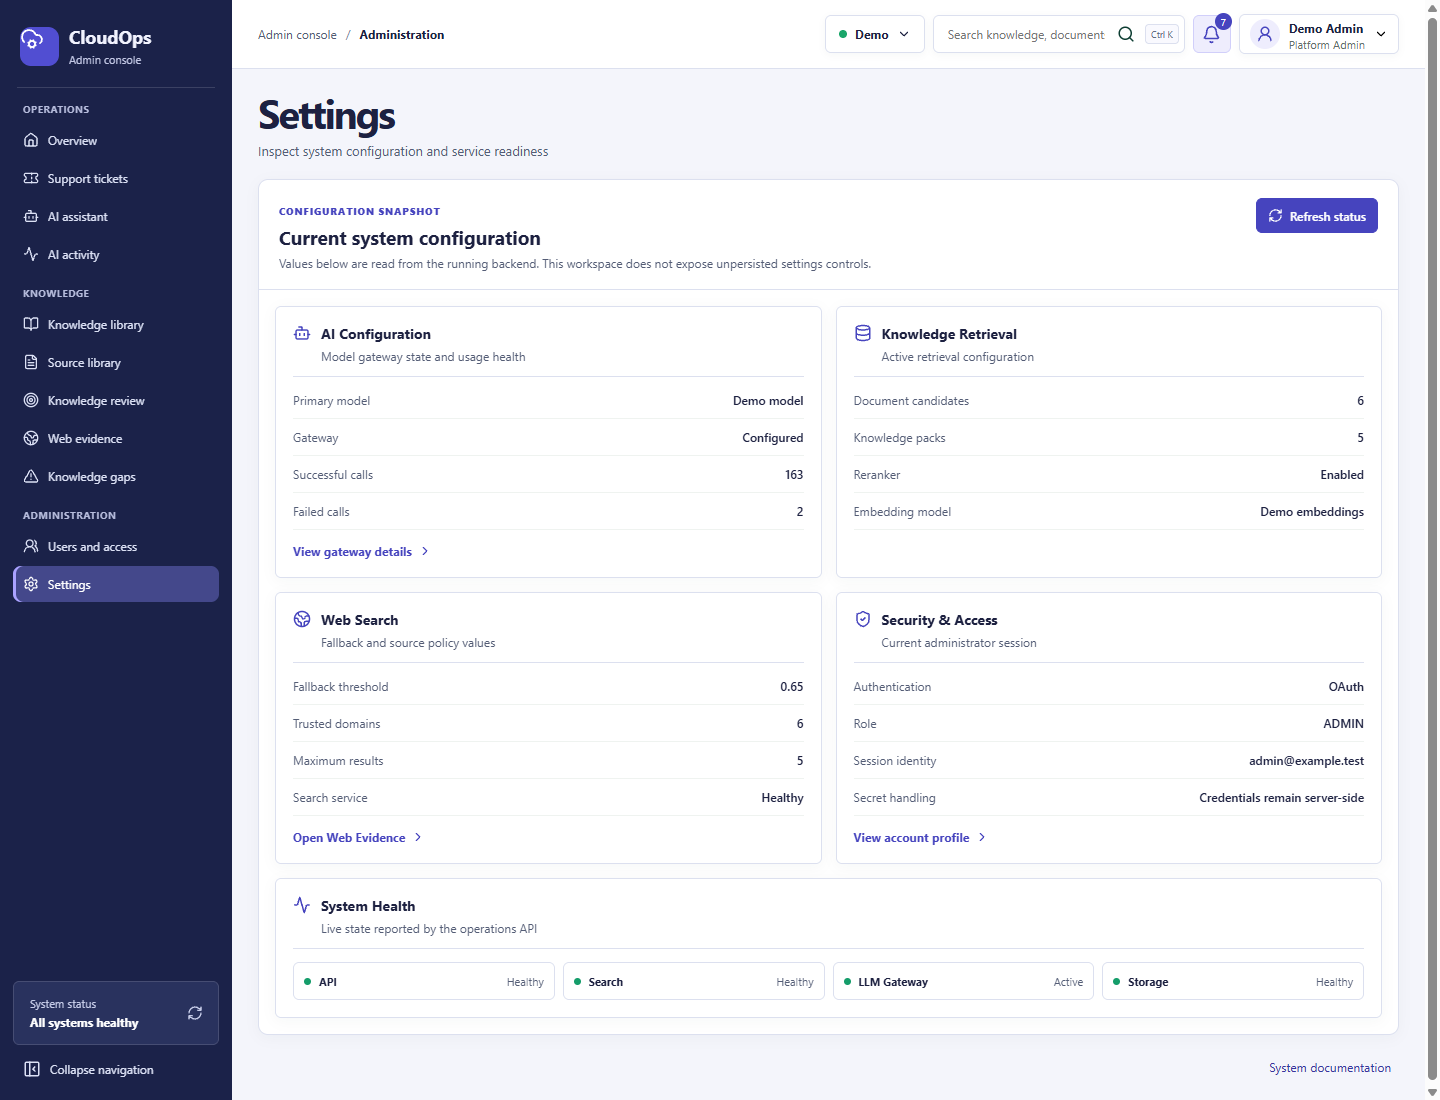 CloudOps
Admin console
OPERATIONS
Overview
Support tickets
AI assistant
AI activity
KNOWLEDGE
Knowledge library
Source library
Knowledge review
Web evidence
Knowledge gaps
ADMINISTRATION
Users and access
Settings
System status
All systems healthy
Collapse navigation
Admin console / Administration
Demo
Search knowledge, document
Ctrl K
7
Demo Admin
Platform Admin
Settings
Inspect system configuration and service readiness
CONFIGURATION SNAPSHOT
Current system configuration
Values below are read from the running backend. This workspace does not expose unpersisted settings controls.
Refresh status
AI Configuration
Model gateway state and usage health
Primary model Demo model
Gateway Configured
Successful calls 163
Failed calls 2
View gateway details
Knowledge Retrieval
Active retrieval configuration
Document candidates 6
Knowledge packs 5
Reranker Enabled
Embedding model Demo embeddings
Web Search
Fallback and source policy values
Fallback threshold 0.65
Trusted domains 6
Maximum results 5
Search service Healthy
Open Web Evidence
Security & Access
Current administrator session
Authentication OAuth
Role ADMIN
Session identity admin@example.test
Secret handling Credentials remain server-side
View account profile
System Health
Live state reported by the operations API
API Healthy
Search Healthy
LLM Gateway Active
Storage Healthy
System documentation